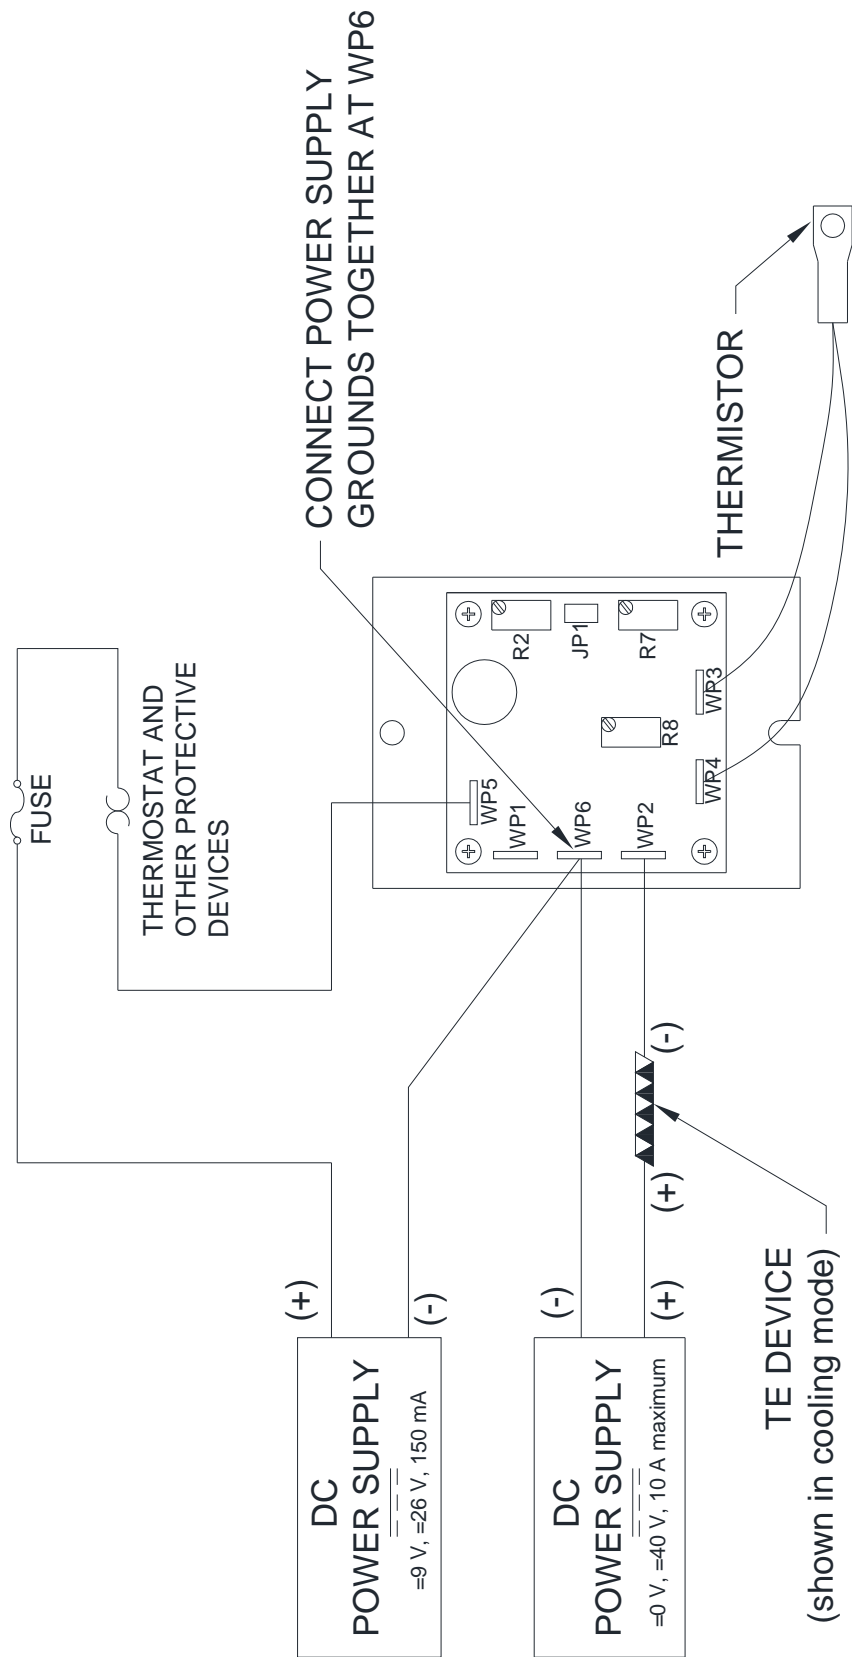 FUSE
THERMOSTAT AND
OTHER PROTECTIVE
DEVICES
CONNECT POWER SUPPLY
GROUNDS TOGETHER AT WP6
(+)
(-)
DC
POWER SUPPLY
=9 V, =26 V, 150 mA
WP5
WP1
WP6
WP2
R2
JP1
R7
R8
WP4
WP3
THERMISTOR
(-)
(+)
DC
POWER SUPPLY
=0 V, =40 V, 10 A maximum
(+)
(-)
TE DEVICE
(shown in cooling mode)